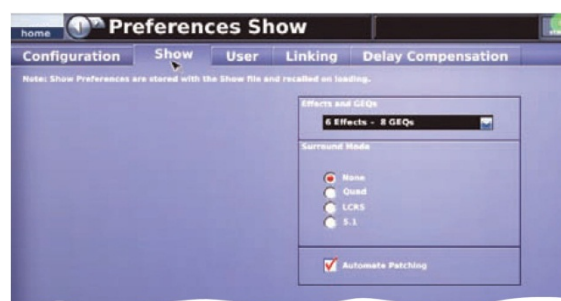 home Preferences Show
Configuration Show User Linking Delay Compensation
Note: Show Preferences are stored with the Show file and recalled on loading.
Effects and GEQs
6 Effects - 8 GEQs
Surround Mode
None
Quad
LCRS
5.1
Automate Patching